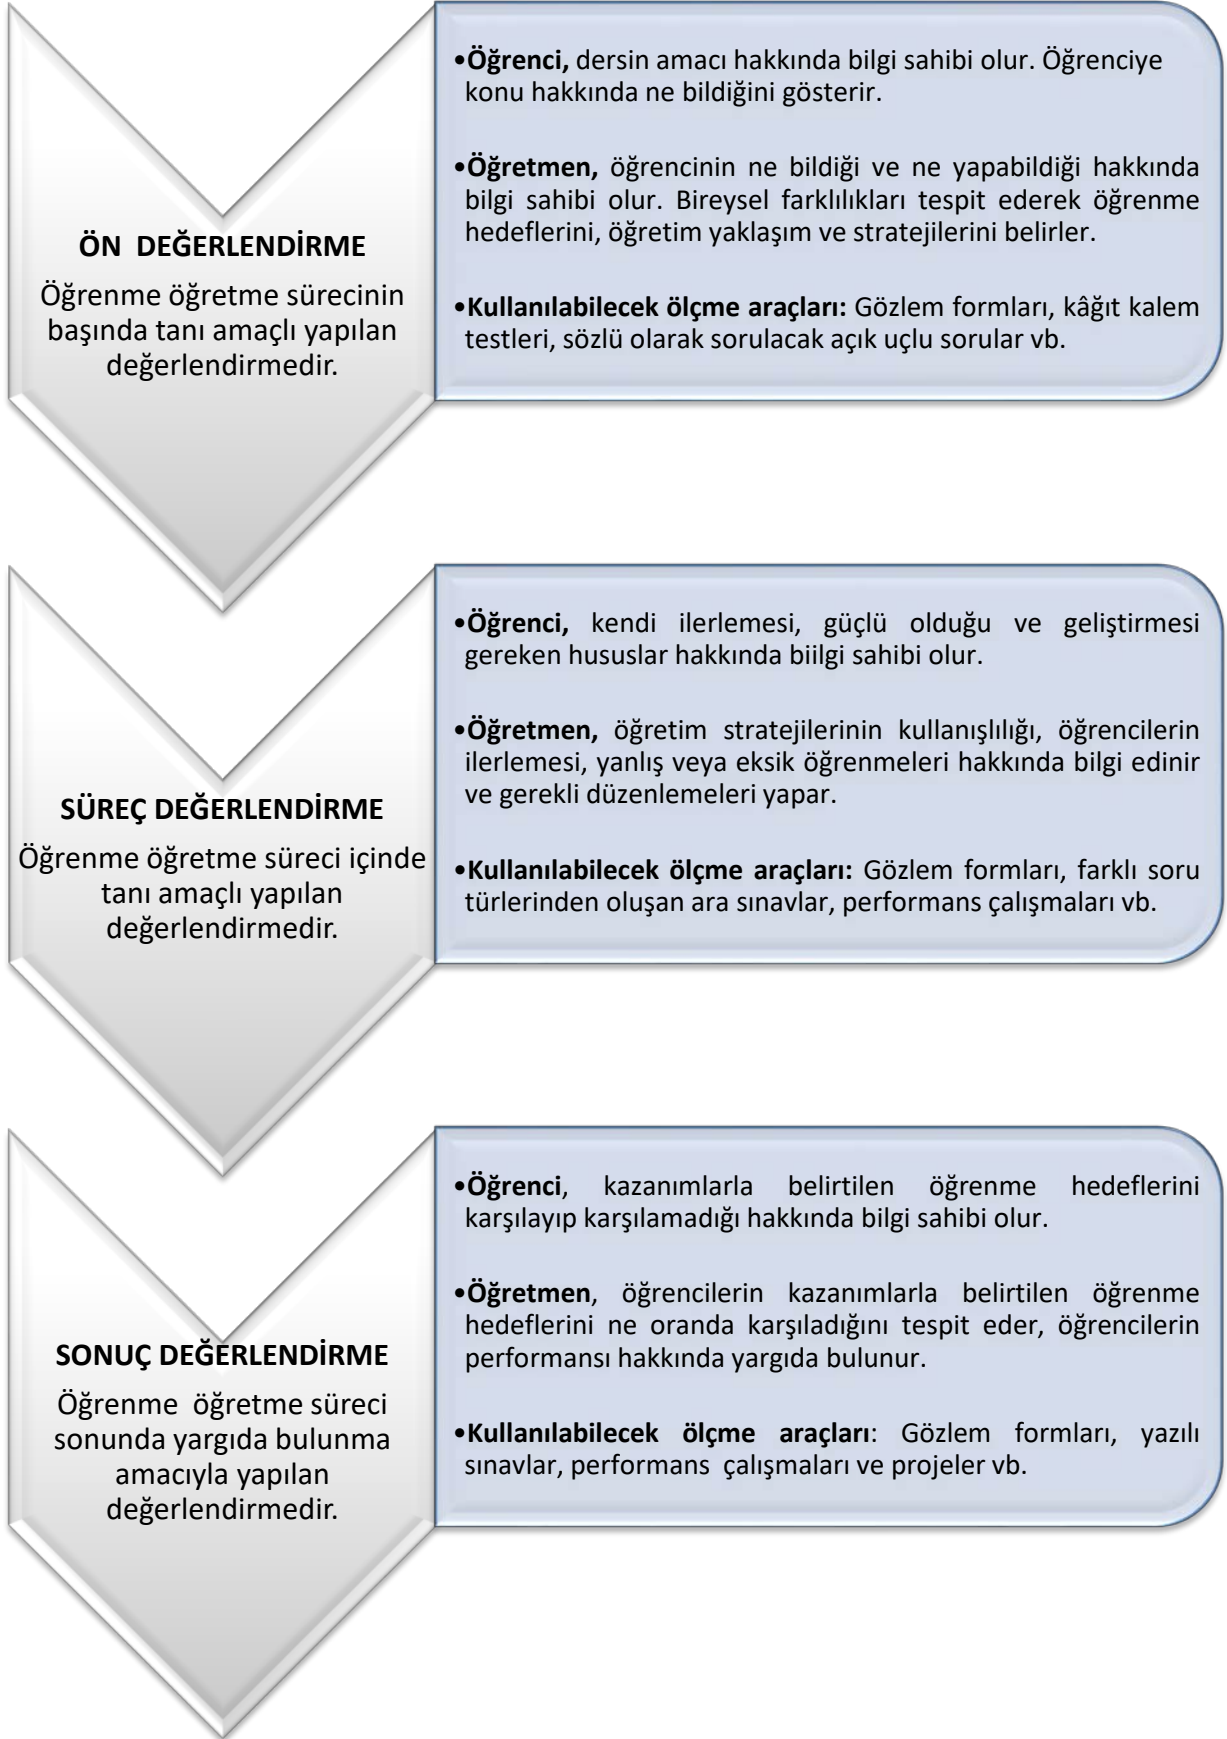 ÖN DEĞERLENDİRME
Öğrenme öğretme sürecinin
başında tanı amaçlı yapılan
değerlendirmedir.
•Öğrenci, dersin amacı hakkında bilgi sahibi olur. Öğrenciye
konu hakkında ne bildiğini gösterir.
•Öğretmen, öğrencinin ne bildiği ve ne yapabildiği hakkında
bilgi sahibi olur. Bireysel farklılıkları tespit ederek öğrenme
hedeflerini, öğretim yaklaşım ve stratejilerini belirler.
•Kullanılabilecek ölçme araçları: Gözlem formları, kâğıt kalem
testleri, sözlü olarak sorulacak açık uçlu sorular vb.
SÜREÇ DEĞERLENDİRME
Öğrenme öğretme süreci içinde
tanı amaçlı yapılan
değerlendirmedir.
•Öğrenci, kendi ilerlemesi, güçlü olduğu ve geliştirmesi
gereken hususlar hakkında biilgi sahibi olur.
•Öğretmen, öğretim stratejilerinin kullanışlılığı, öğrencilerin
ilerlemesi, yanlış veya eksik öğrenmeleri hakkında bilgi edinir
ve gerekli düzenlemeleri yapar.
•Kullanılabilecek ölçme araçları: Gözlem formları, farklı soru
türlerinden oluşan ara sınavlar, performans çalışmaları vb.
SONUÇ DEĞERLENDİRME
Öğrenme öğretme süreci
sonunda yargıda bulunma
amacıyla yapılan
değerlendirmedir.
•Öğrenci, kazanımlarla belirtilen öğrenme hedeflerini
karşılayıp karşılamadığı hakkında bilgi sahibi olur.
•Öğretmen, öğrencilerin kazanımlarla belirtilen öğrenme
hedeflerini ne oranda karşıladığını tespit eder, öğrencilerin
performansı hakkında yargıda bulunur.
•Kullanılabilecek ölçme araçları: Gözlem formları, yazılı
sınavlar, performans çalışmaları ve projeler vb.